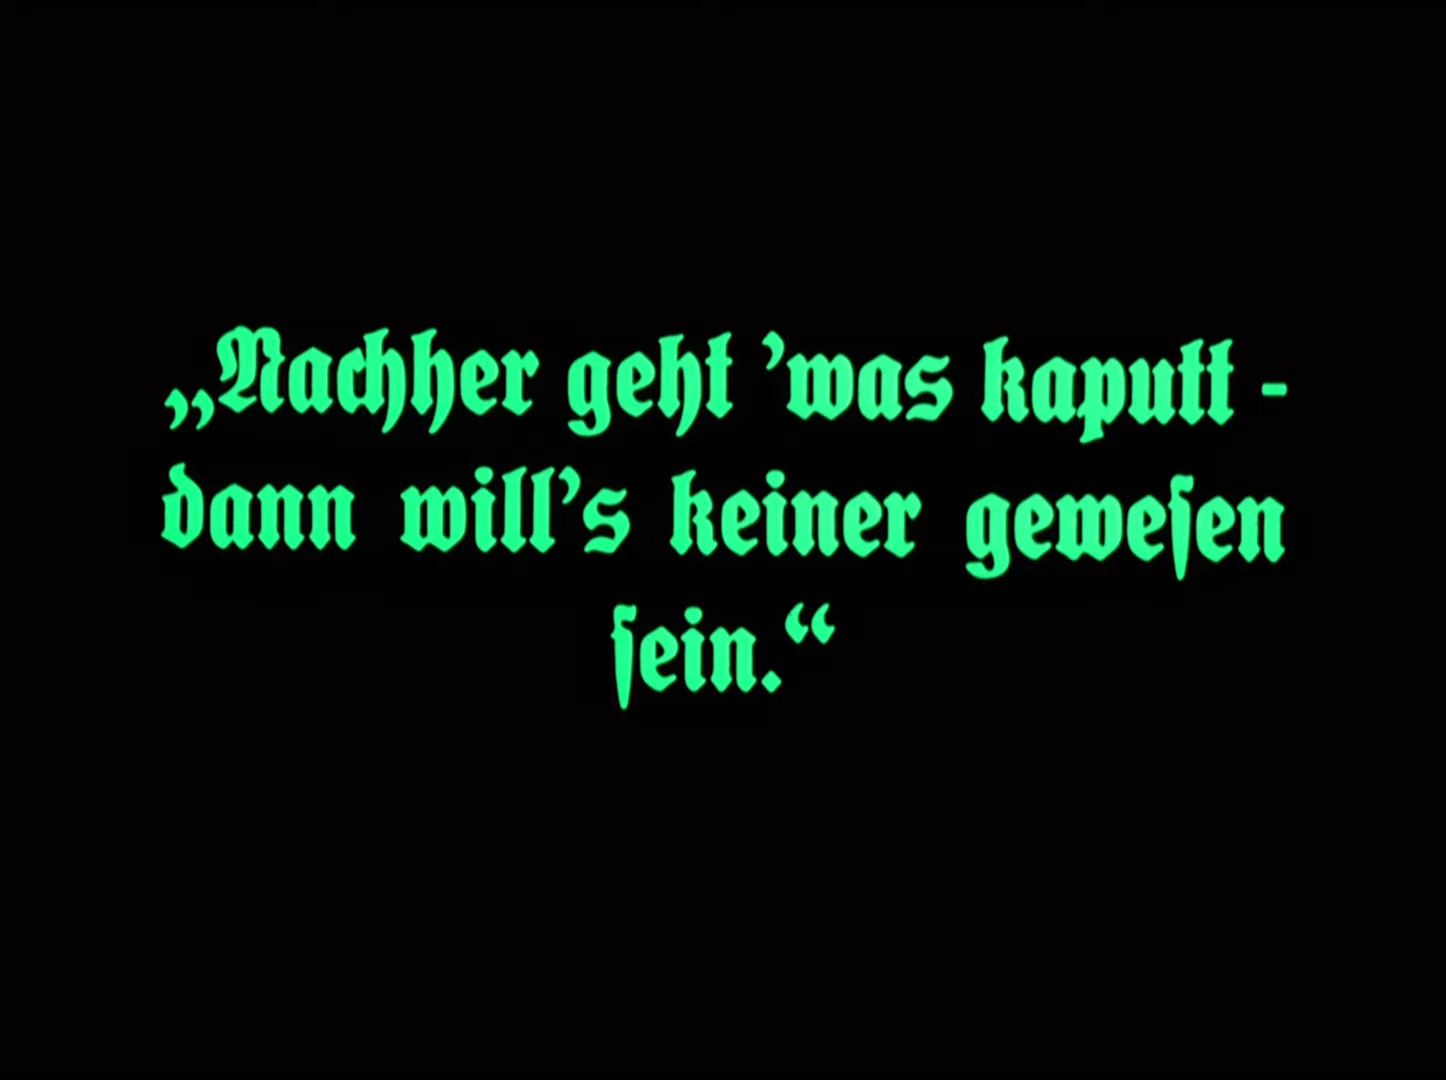 „Nachher geht ’was kaputt -
dann will’s keiner geweſen
ſein.“